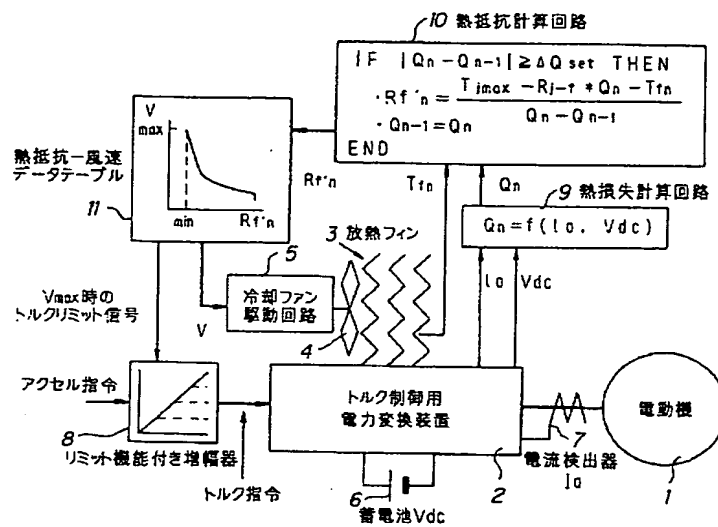 10 熱抵抗計算回路
IF |Qn-Qn-1|≧ΔQset THEN
・Rf'n=(Tjmax-Rj-f*Qn-Tfn)/(Qn-Qn-1)
・Qn-1=Qn
END
V
max
min
Rf'n
熱抵抗ー風速
データテーブル
11
Rf'n
Tfn
Qn
9 熱損失計算回路
Qn=f(Io. Vdc)
3 放熱フィン
Io
Vdc
5
冷却ファン
駆動回路
4
Vmax時の
トルクリミット信号
V
アクセル指令
8
リミット機能付き増幅器
トルク指令
トルク制御用
電力変換装置
2
6
蓄電池Vdc
7
電流検出器
Io
電動機
1